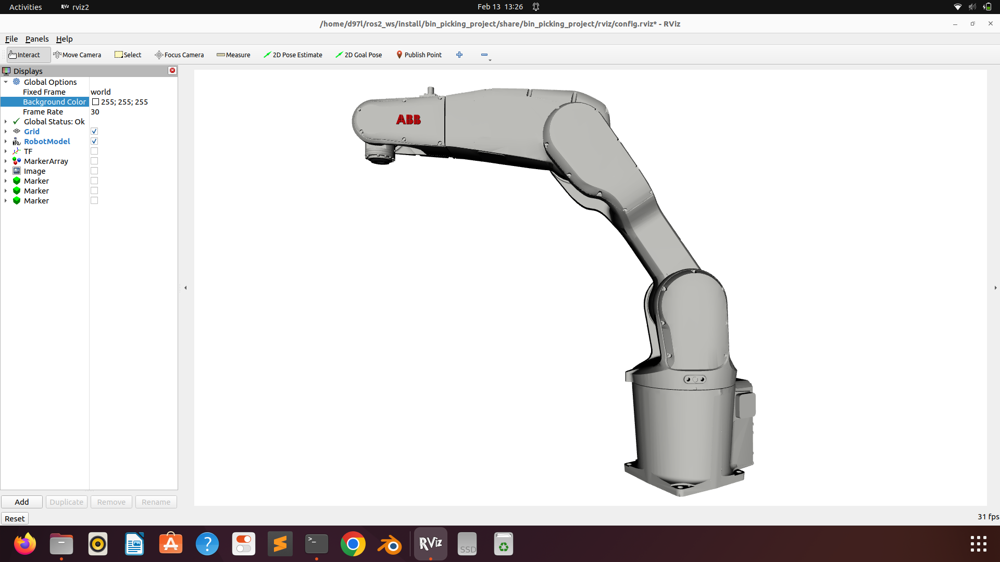 Activities
RViz rviz2
Feb 13 13:26
/home/d97l/ros2_ws/install/bin_picking_project/share/bin_picking_project/rviz/config.rviz* - RViz
File Panels Help
Interact Move Camera Select Focus Camera Measure 2D Pose Estimate 2D Goal Pose Publish Point
Displays
Global Options
Fixed Frame world
Background Color 255; 255; 255
Frame Rate 30
Global Status: Ok
Grid
RobotModel
TF
MarkerArray
Image
Marker
Marker
Marker
ABB
Add Duplicate Remove Rename
Reset
31 fps
RViz
SSD